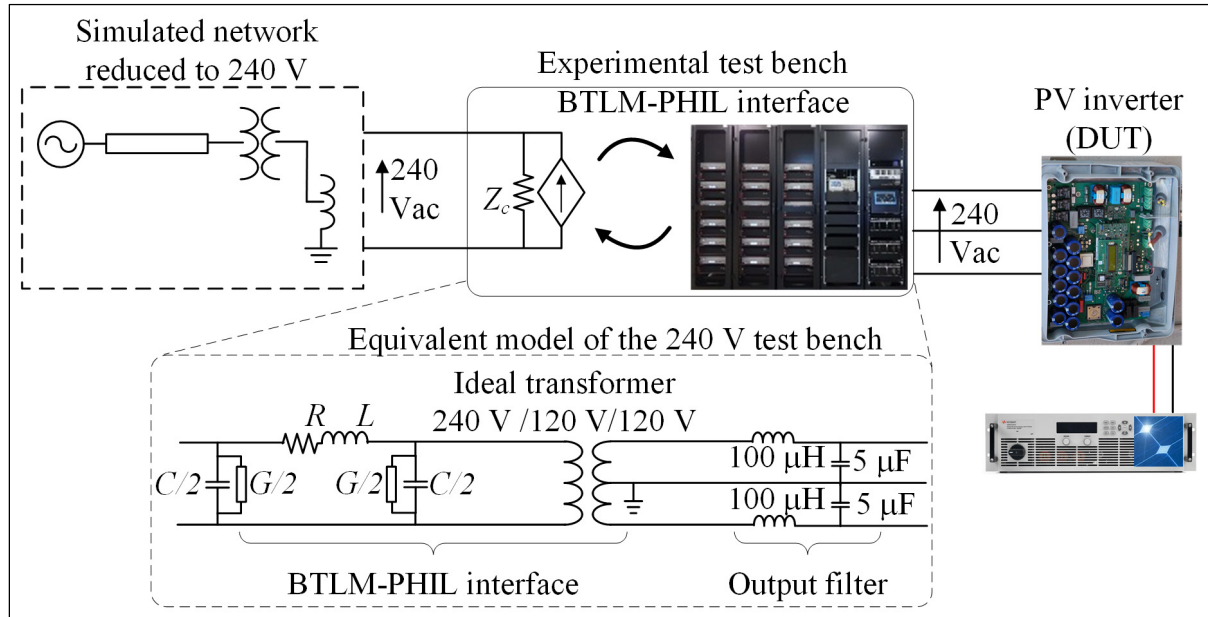 Simulated network
reduced to 240 V
Experimental test bench
BTLM-PHIL interface
PV inverter
(DUT)
240
Vac
Zc
240
Vac
Equivalent model of the 240 V test bench
Ideal transformer
240 V /120 V/120 V
R L
C/2 G/2 G/2 C/2
100 μH 5 μF
100 μH 5 μF
BTLM-PHIL interface
Output filter